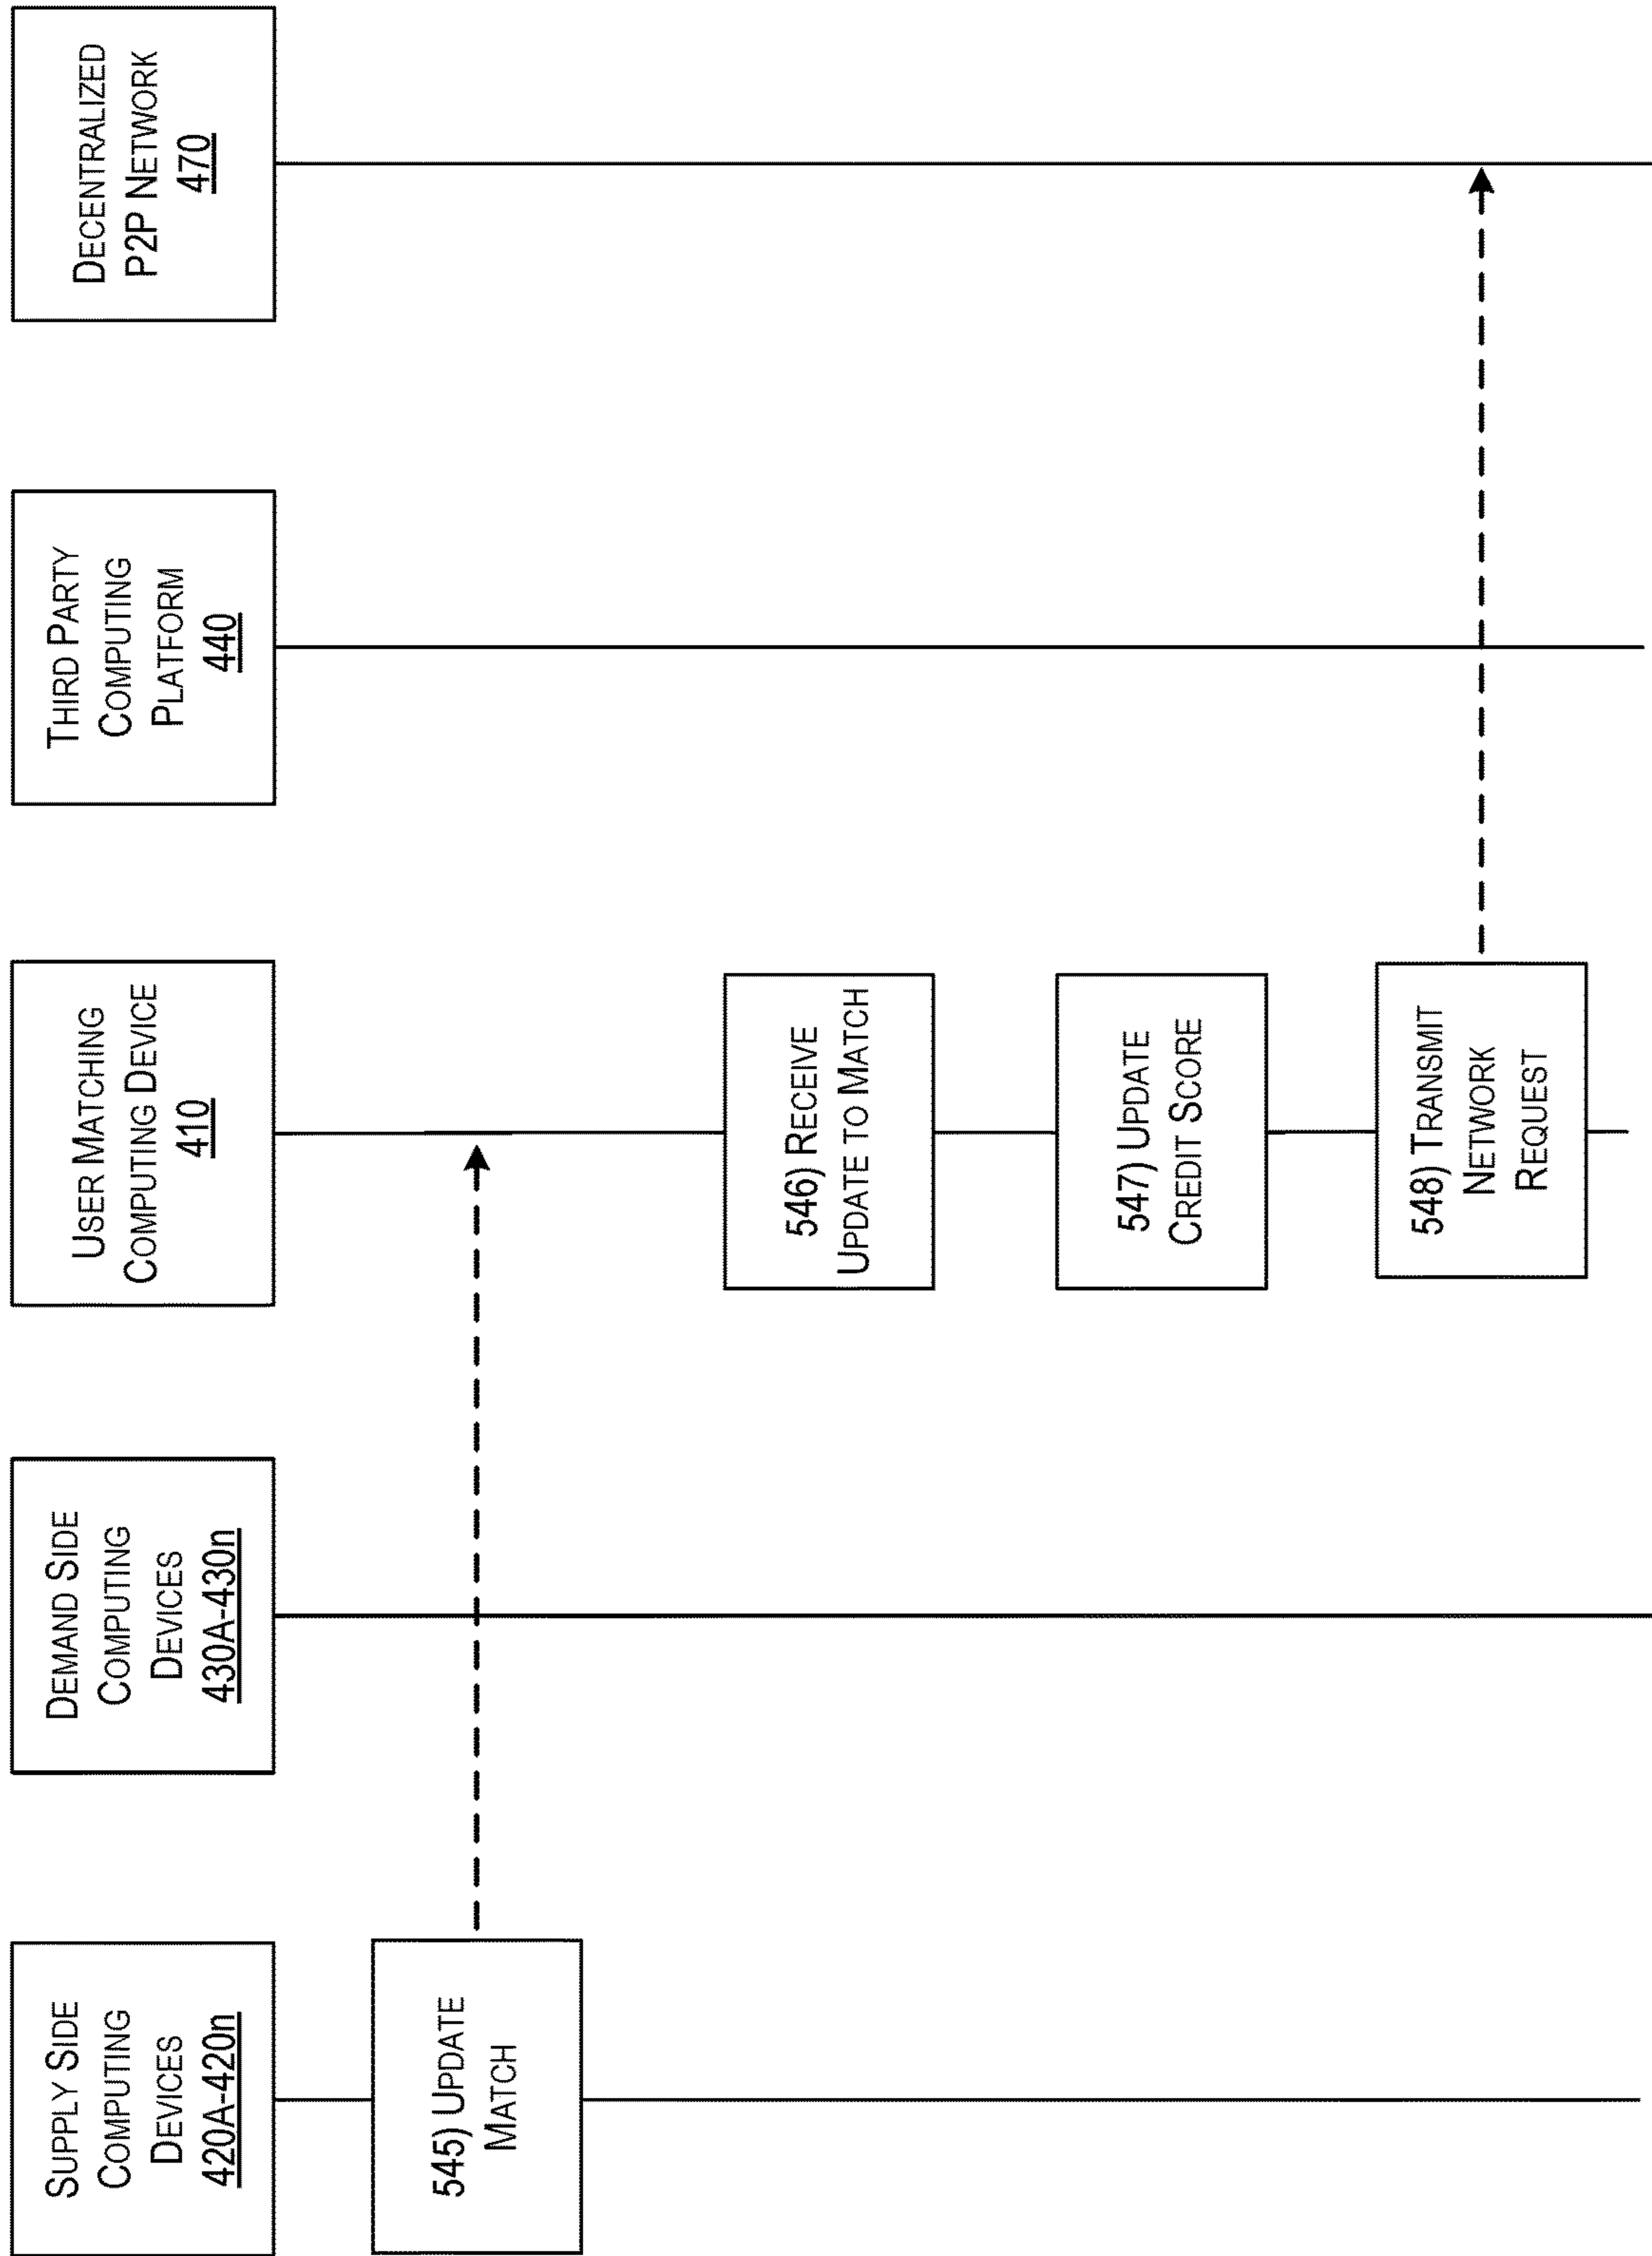 SUPPLY SIDE
COMPUTING
DEVICES
420A-420n
DEMAND SIDE
COMPUTING
DEVICES
430A-430n
USER MATCHING
COMPUTING DEVICE
410
THIRD PARTY
COMPUTING
PLATFORM
440
DECENTRALIZED
P2P NETWORK
470
545) UPDATE
MATCH
546) RECEIVE
UPDATE TO MATCH
547) UPDATE
CREDIT SCORE
548) TRANSMIT
NETWORK
REQUEST